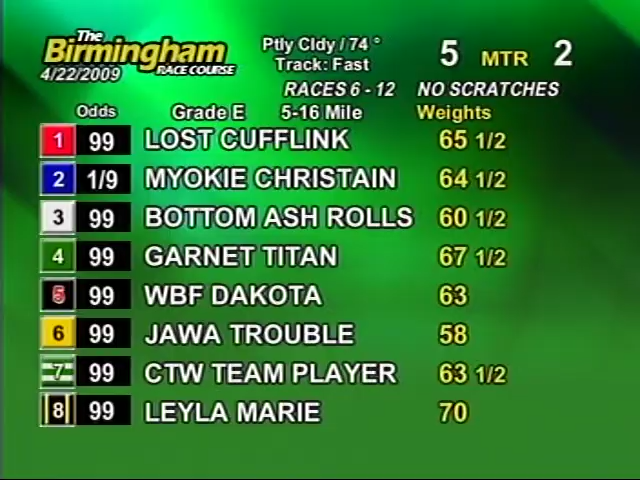 The
Birmingham
RACE COURSE
4/22/2009
Ptly Cldy / 74 °
Track: Fast
5 MTR 2
RACES 6 - 12 NO SCRATCHES
Odds Grade E 5-16 Mile Weights
1 99 LOST CUFFLINK 65 1/2
2 1/9 MYOKIE CHRISTAIN 64 1/2
3 99 BOTTOM ASH ROLLS 60 1/2
4 99 GARNET TITAN 67 1/2
5 99 WBF DAKOTA 63
6 99 JAWA TROUBLE 58
7 99 CTW TEAM PLAYER 63 1/2
8 99 LEYLA MARIE 70